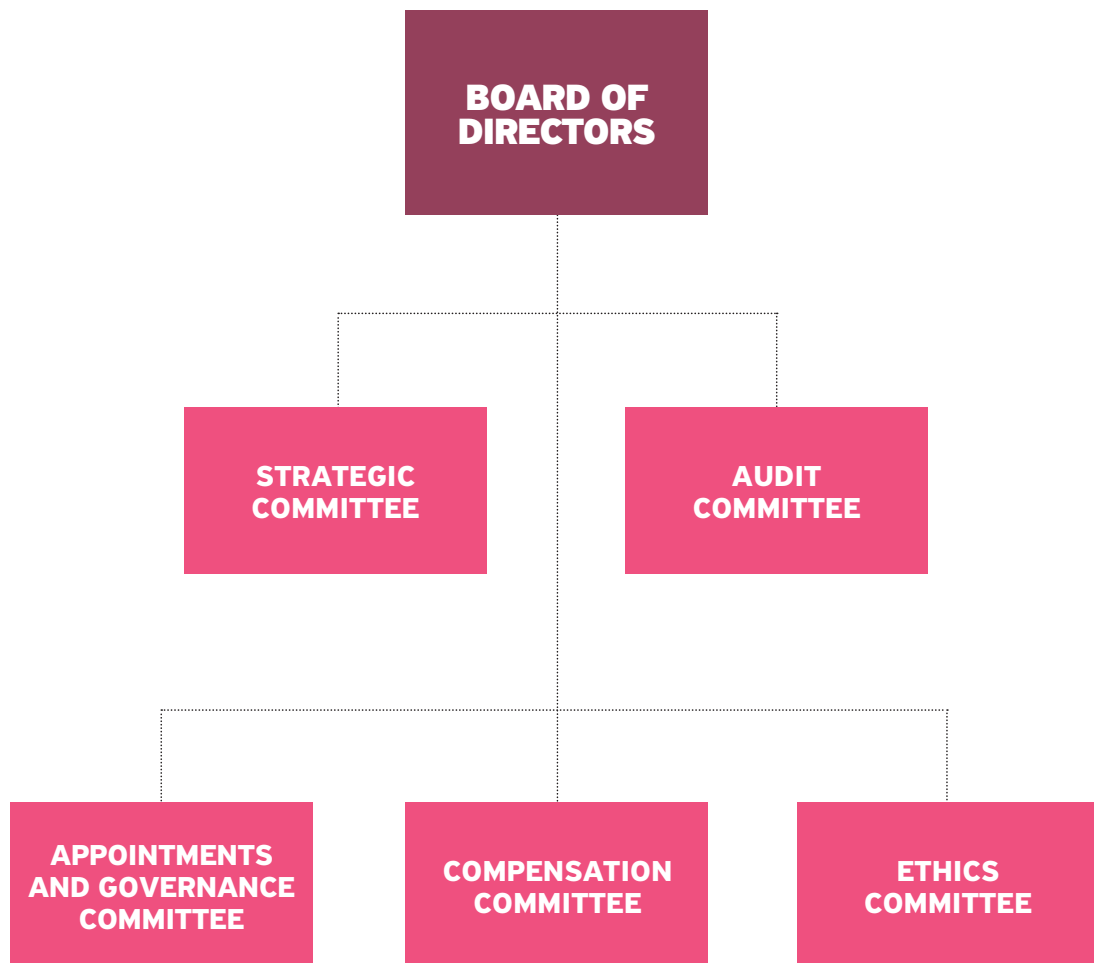 BOARD OF
DIRECTORS
STRATEGIC
COMMITTEE
AUDIT
COMMITTEE
APPOINTMENTS
AND GOVERNANCE
COMMITTEE
COMPENSATION
COMMITTEE
ETHICS
COMMITTEE